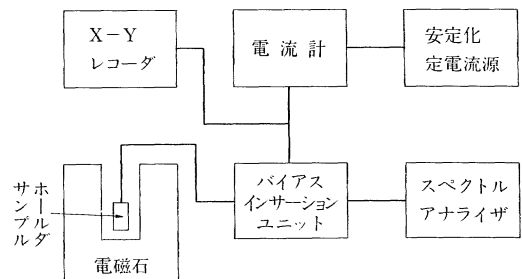 X－Y
レコーダ
電流計
安定化
定電流源
サンプル
ホールダ
電磁石
バイアス
インサーション
ユニット
スペクトル
アナライザ